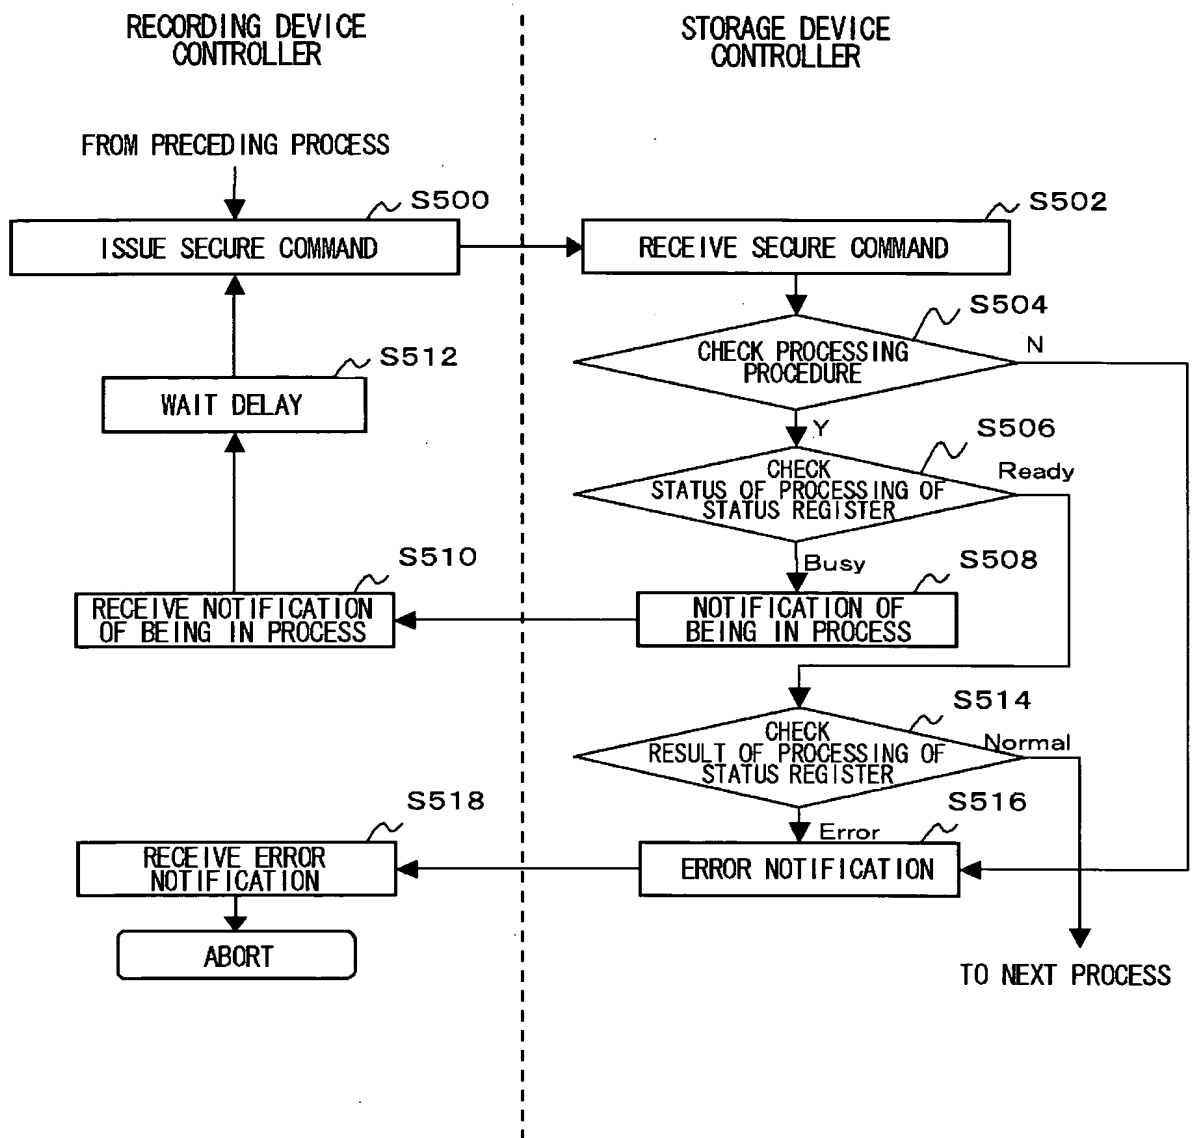 RECORDING DEVICE
CONTROLLER
STORAGE DEVICE
CONTROLLER
FROM PRECEDING PROCESS
S500
ISSUE SECURE COMMAND
S502
RECEIVE SECURE COMMAND
S504
CHECK PROCESSING
PROCEDURE
N
Y
S512
WAIT DELAY
S506
CHECK
STATUS OF PROCESSING OF
STATUS REGISTER
Ready
Busy
S508
NOTIFICATION OF
BEING IN PROCESS
S510
RECEIVE NOTIFICATION
OF BEING IN PROCESS
S514
CHECK
RESULT OF PROCESSING OF
STATUS REGISTER
Normal
Error
S516
ERROR NOTIFICATION
S518
RECEIVE ERROR
NOTIFICATION
ABORT
TO NEXT PROCESS